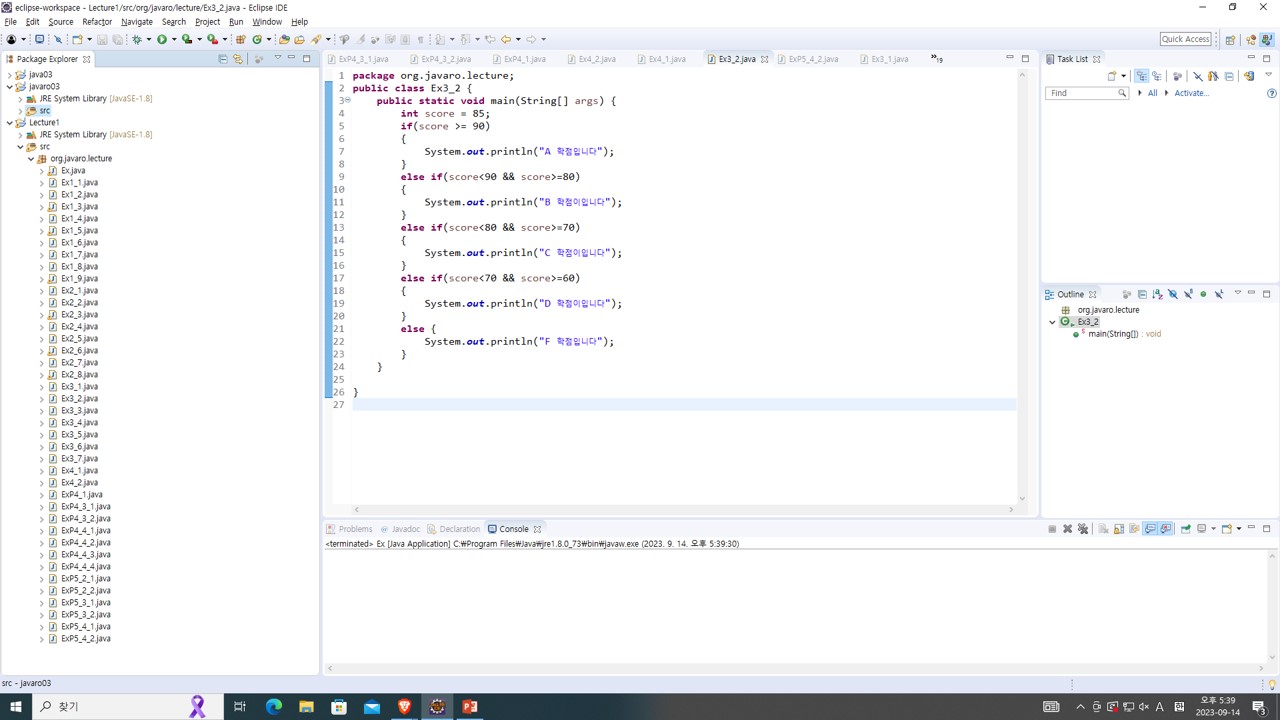 eclipse-workspace - Lecture1/src/org/javaro/lecture/Ex3_2.java - Eclipse IDE
File Edit Source Refactor Navigate Search Project Run Window Help
Quick Access
Package Explorer
java03
javaro03
JRE System Library [JavaSE-1.8]
src
Lecture1
JRE System Library [JavaSE-1.8]
src
org.javaro.lecture
Ex.java
Ex1_1.java
Ex1_2.java
Ex1_3.java
Ex1_4.java
Ex1_5.java
Ex1_6.java
Ex1_7.java
Ex1_8.java
Ex1_9.java
Ex2_1.java
Ex2_2.java
Ex2_3.java
Ex2_4.java
Ex2_5.java
Ex2_6.java
Ex2_7.java
Ex2_8.java
Ex3_1.java
Ex3_2.java
Ex3_3.java
Ex3_4.java
Ex3_5.java
Ex3_6.java
Ex3_7.java
Ex4_1.java
Ex4_2.java
ExP4_1.java
ExP4_3_1.java
ExP4_3_2.java
ExP4_4_1.java
ExP4_4_2.java
ExP4_4_3.java
ExP4_4_4.java
ExP5_2_1.java
ExP5_2_2.java
ExP5_3_1.java
ExP5_3_2.java
ExP5_4_1.java
ExP5_4_2.java
ExP4_3_1.java ExP4_3_2.java ExP4_1.java Ex4_2.java Ex4_1.java Ex3_2.java ExP5_4_2.java Ex3_1.java »19
1 package org.javaro.lecture;
2 public class Ex3_2 {
3 public static void main(String[] args) {
4 int score = 85;
5 if(score >= 90)
6 {
7 System.out.println("A 학점입니다");
8 }
9 else if(score<90 && score>=80)
10 {
11 System.out.println("B 학점이입니다");
12 }
13 else if(score<80 && score>=70)
14 {
15 System.out.println("C 학점이입니다");
16 }
17 else if(score<70 && score>=60)
18 {
19 System.out.println("D 학점이입니다");
20 }
21 else {
22 System.out.println("F 학점입니다");
23 }
24 }
25
26 }
27
Task List
Find All Activate...
Outline
org.javaro.lecture
Ex3_2
main(String[]) : void
Problems Javadoc Declaration Console
<terminated> Ex [Java Application] C:₩Program Files₩Java₩jre1.8.0_73₩bin₩javaw.exe (2023. 9. 14. 오후 5:39:30)
src - javaro03
찾기
A 한
오후 5:39
2023-09-14
3